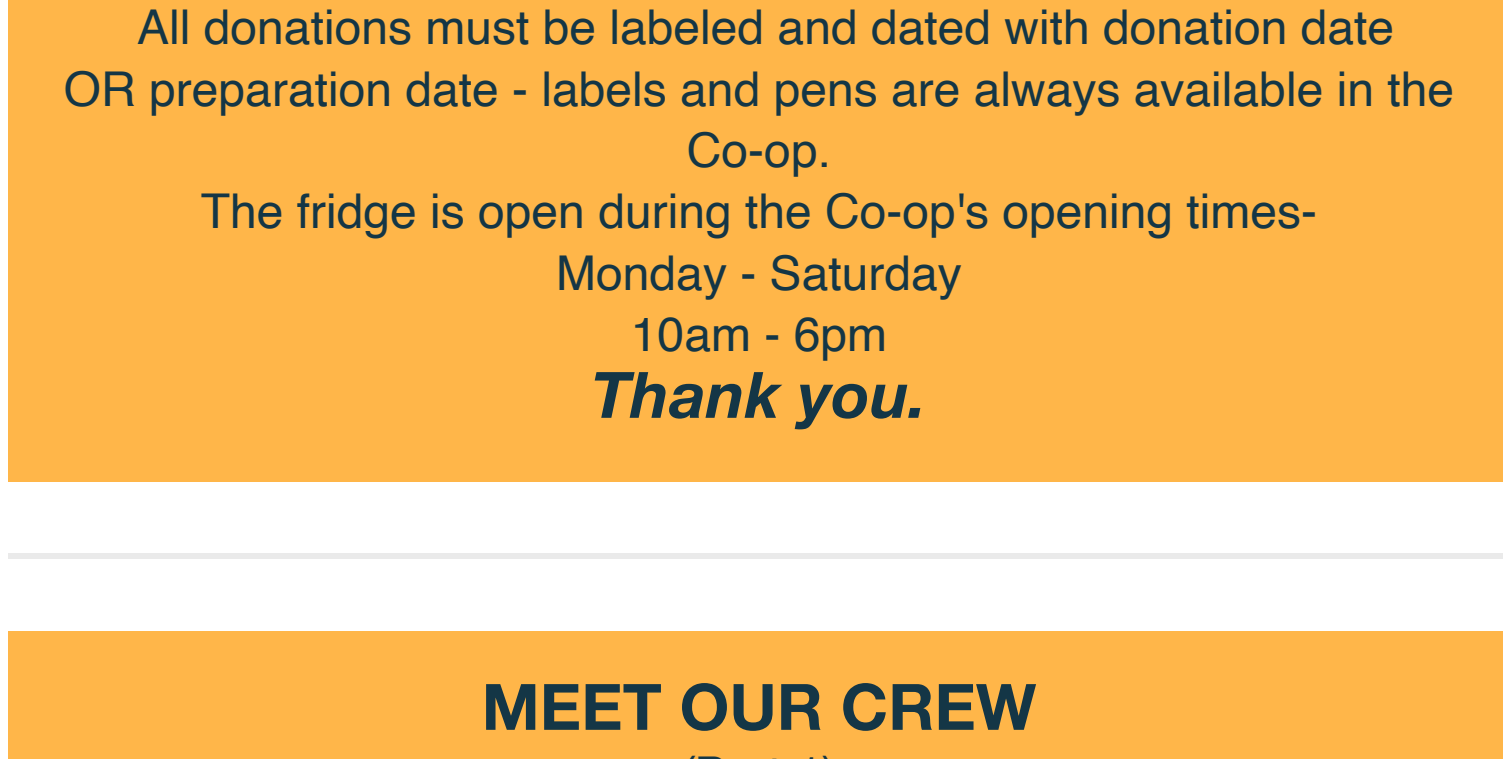 All donations must be labeled and dated with donation date
OR preparation date - labels and pens are always available in the
Co-op.
The fridge is open during the Co-op's opening times-
Monday - Saturday
10am - 6pm
Thank you.
MEET OUR CREW